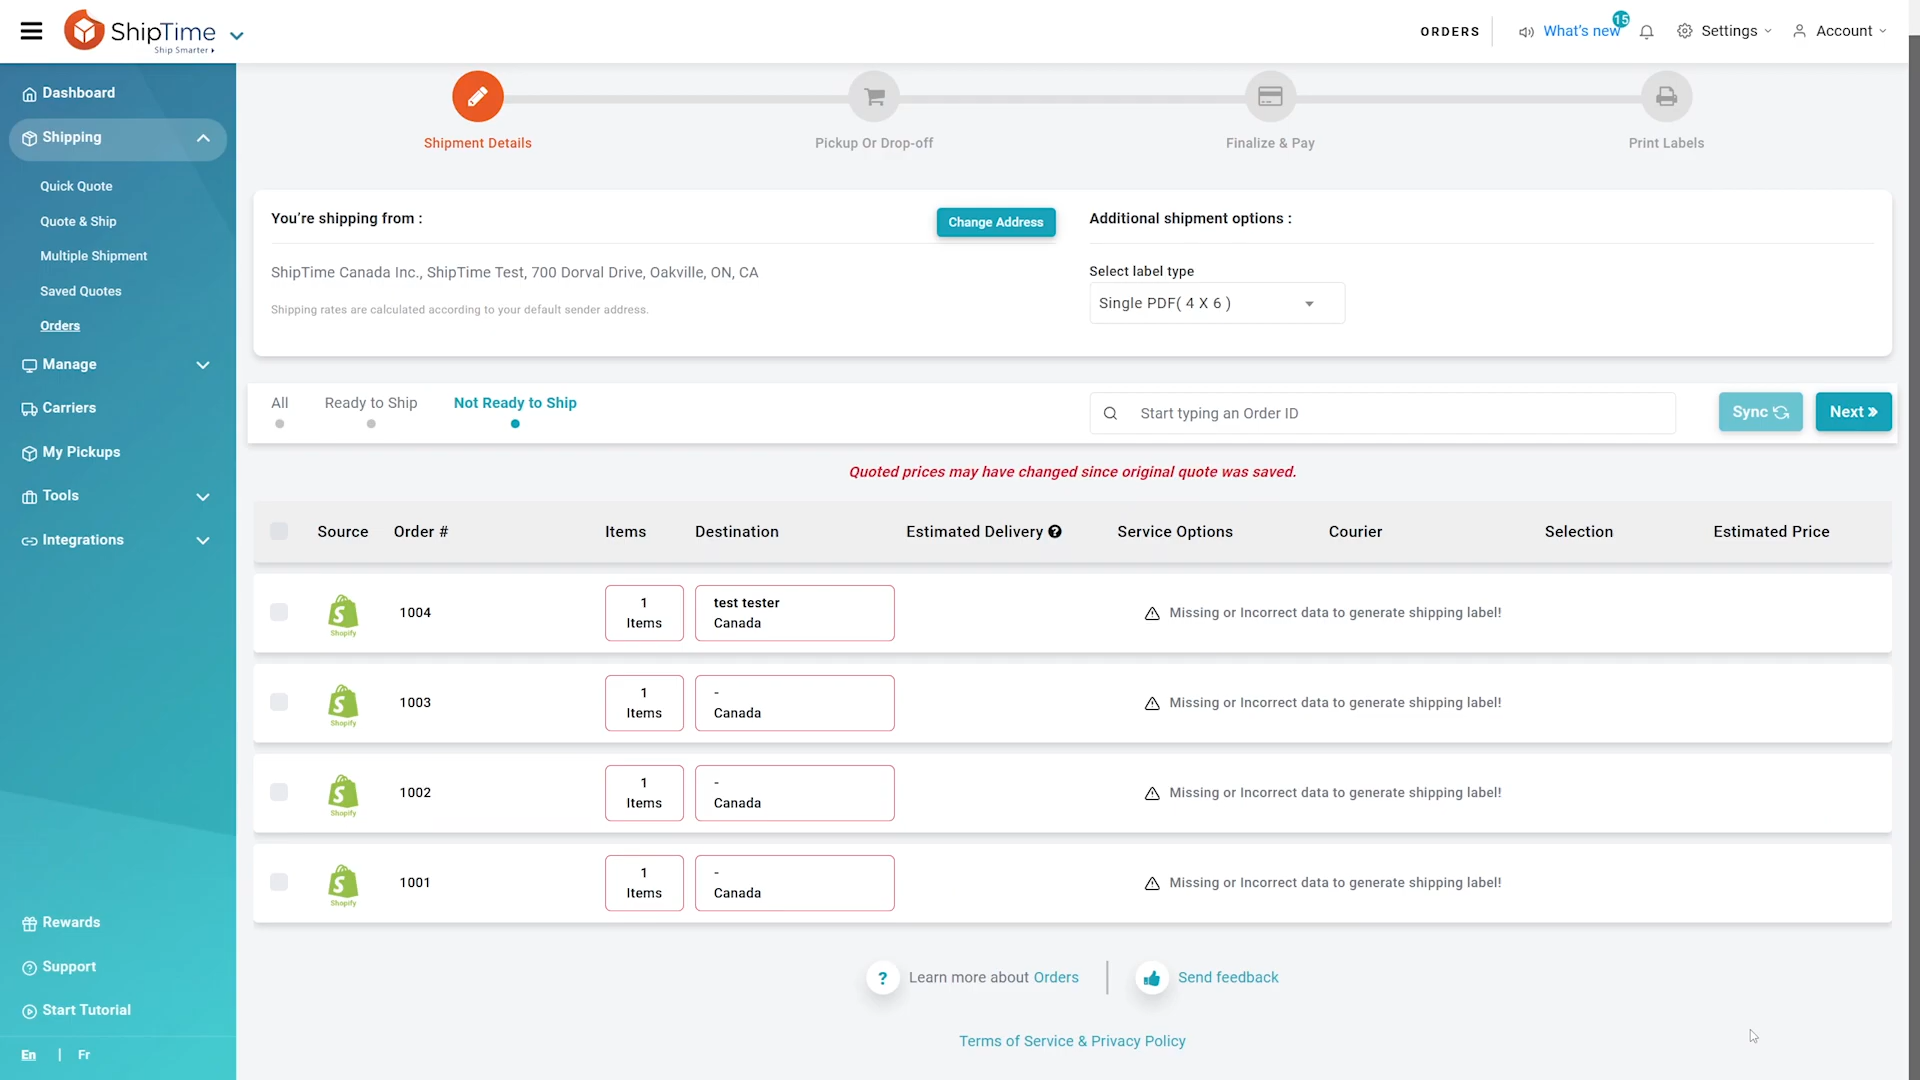 ShipTime
Ship Smarter
ORDERS
What's new
15
Settings
Account
Dashboard
Shipping
Quick Quote
Quote & Ship
Multiple Shipment
Saved Quotes
Orders
Manage
Carriers
My Pickups
Tools
Integrations
Rewards
Support
Start Tutorial
En | Fr
Shipment Details
Pickup Or Drop-off
Finalize & Pay
Print Labels
You're shipping from :
Change Address
ShipTime Canada Inc., ShipTime Test, 700 Dorval Drive, Oakville, ON, CA
Shipping rates are calculated according to your default sender address.
Additional shipment options :
Select label type
Single PDF( 4 X 6 )
All
Ready to Ship
Not Ready to Ship
Start typing an Order ID
Sync
Next »
Quoted prices may have changed since original quote was saved.
Source Order # Items Destination Estimated Delivery ? Service Options Courier Selection Estimated Price
Shopify
1004
1
Items
test tester
Canada
Missing or Incorrect data to generate shipping label!
Shopify
1003
1
Items
-
Canada
Missing or Incorrect data to generate shipping label!
Shopify
1002
1
Items
-
Canada
Missing or Incorrect data to generate shipping label!
Shopify
1001
1
Items
-
Canada
Missing or Incorrect data to generate shipping label!
? Learn more about Orders
Send feedback
Terms of Service & Privacy Policy